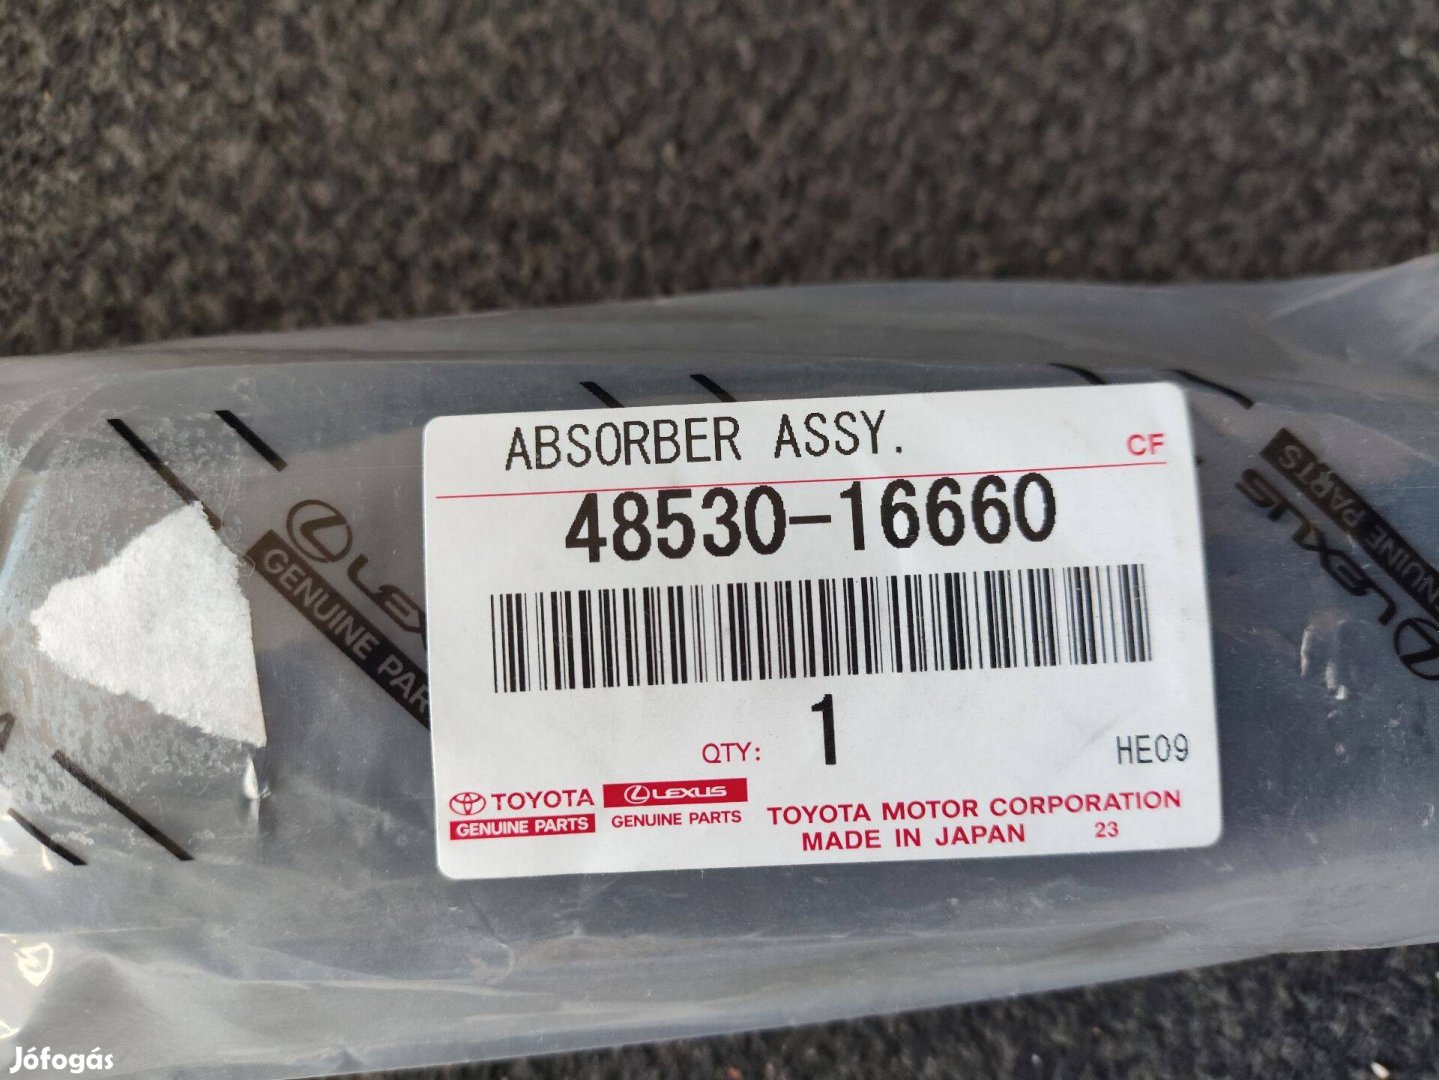 ABSORBER ASSY.
CF
48530-16660
QTY: 1
HE09
TOYOTA
GENUINE PARTS
LEXUS
GENUINE PARTS
TOYOTA MOTOR CORPORATION
MADE IN JAPAN 23
GENUINE PARTS
LEXUS
GENUINE PARTS
Jófogás